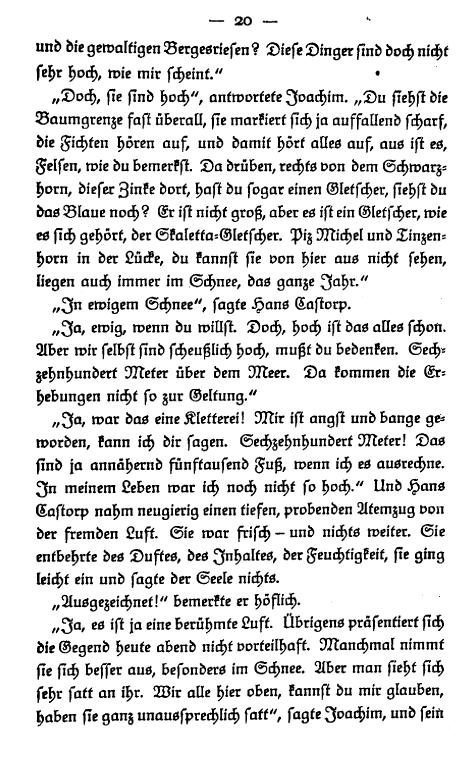 — 20 —
und die gewaltigen Bergesriesen? Diese Dinger sind doch nicht
sehr hoch, wie mir scheint.“
„Doch, sie sind hoch“, antwortete Joachim. „Du siehst die
Baumgrenze fast überall, sie markiert sich ja auffallend scharf,
die Fichten hören auf, und damit hört alles auf, aus ist es,
Felsen, wie du bemerkst. Da drüben, rechts von dem Schwarz-
horn, dieser Zinke dort, hast du sogar einen Gletscher, siehst du
das Blaue noch? Er ist nicht groß, aber es ist ein Gletscher, wie
es sich gehört, der Skaletta-Gletscher. Piz Michel und Tinzen-
horn in der Lücke, du kannst sie von hier aus nicht sehen,
liegen auch immer im Schnee, das ganze Jahr.“
„In ewigem Schnee“, sagte Hans Castorp.
„Ja, ewig, wenn du willst. Doch, hoch ist das alles schon.
Aber wir selbst sind scheußlich hoch, mußt du bedenken. Sech-
zehnhundert Meter über dem Meer. Da kommen die Er-
hebungen nicht so zur Geltung.“
„Ja, war das eine Kletterei! Mir ist angst und bange ge-
worden, kann ich dir sagen. Sechzehnhundert Meter! Das
sind ja annähernd fünftausend Fuß, wenn ich es ausrechne.
In meinem Leben war ich noch nicht so hoch.“ Und Hans
Castorp nahm neugierig einen tiefen, probenden Atemzug von
der fremden Luft. Sie war frisch – und nichts weiter. Sie
entbehrte des Duftes, des Inhaltes, der Feuchtigkeit, sie ging
leicht ein und sagte der Seele nichts.
„Ausgezeichnet!“ bemerkte er höflich.
„Ja, es ist ja eine berühmte Luft. Übrigens präsentiert sich
die Gegend heute abend nicht vorteilhaft. Manchmal nimmt
sie sich besser aus, besonders im Schnee. Aber man sieht sich
sehr satt an ihr. Wir alle hier oben, kannst du mir glauben,
haben sie ganz unaussprechlich satt“, sagte Joachim, und sein